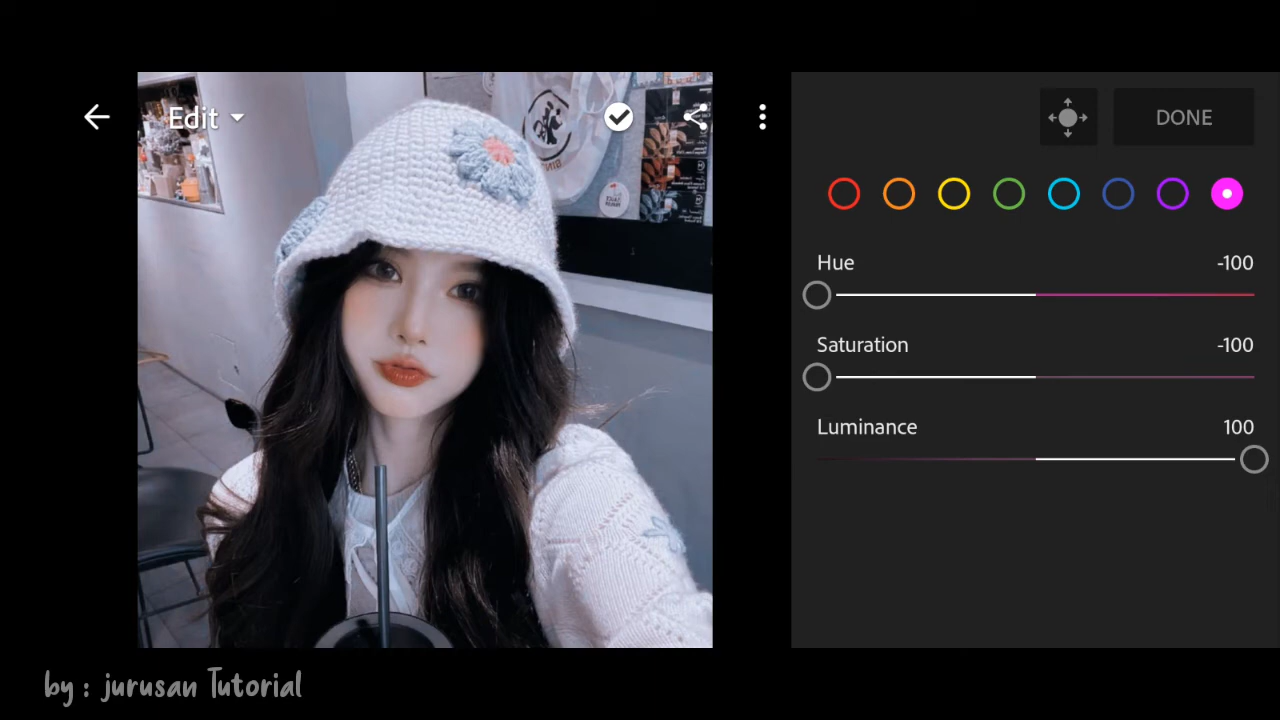 Edit
DONE
Hue
-100
Saturation
-100
Luminance
100
by : jurusan Tutorial